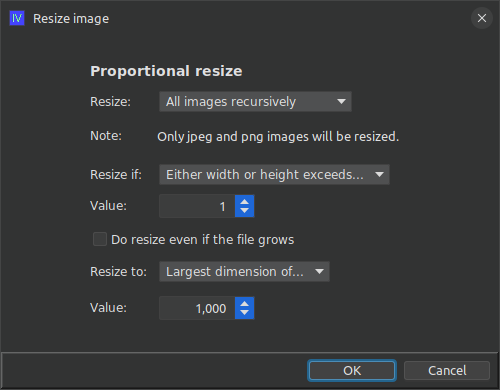 IV Resize image
Proportional resize
Resize: All images recursively
Note: Only jpeg and png images will be resized.
Resize if: Either width or height exceeds...
Value: 1
Do resize even if the file grows
Resize to: Largest dimension of...
Value: 1,000
OK Cancel